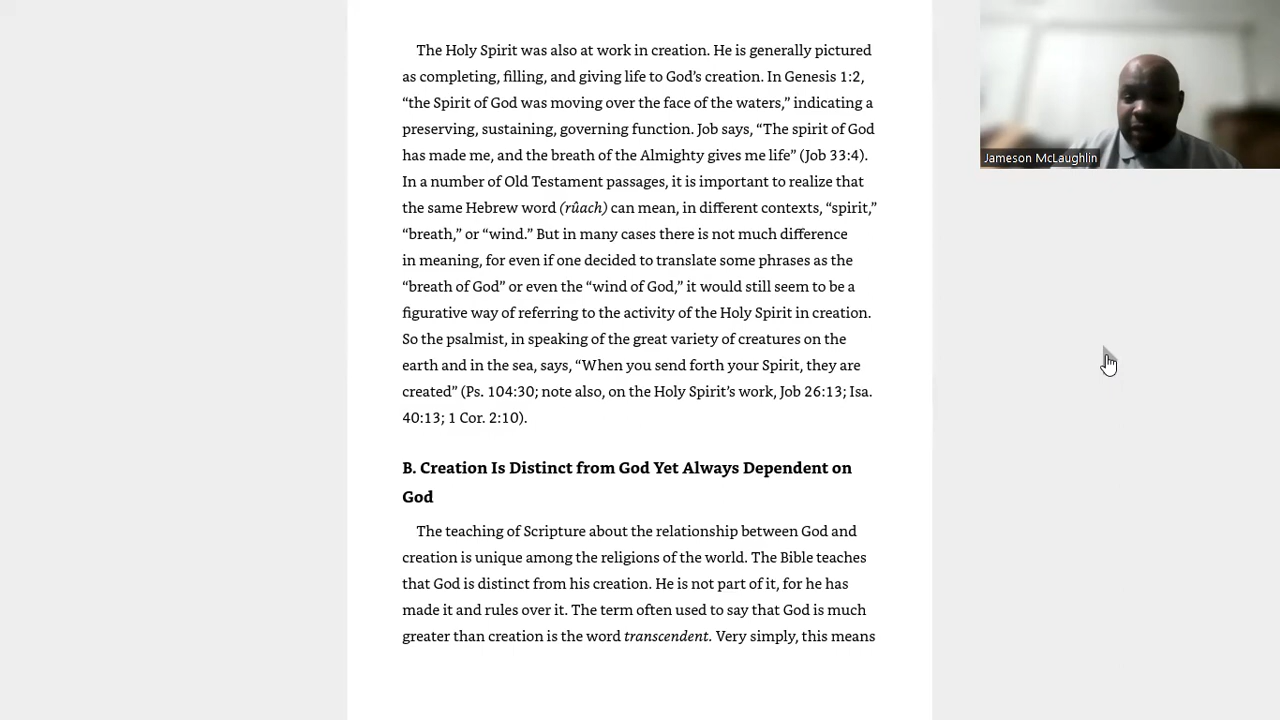 The Holy Spirit was also at work in creation. He is generally pictured
as completing, filling, and giving life to God’s creation. In Genesis 1:2,
“the Spirit of God was moving over the face of the waters,” indicating a
preserving, sustaining, governing function. Job says, “The spirit of God
has made me, and the breath of the Almighty gives me life” (Job 33:4).
In a number of Old Testament passages, it is important to realize that
the same Hebrew word (rûach) can mean, in different contexts, “spirit,”
“breath,” or “wind.” But in many cases there is not much difference
in meaning, for even if one decided to translate some phrases as the
“breath of God” or even the “wind of God,” it would still seem to be a
figurative way of referring to the activity of the Holy Spirit in creation.
So the psalmist, in speaking of the great variety of creatures on the
earth and in the sea, says, “When you send forth your Spirit, they are
created” (Ps. 104:30; note also, on the Holy Spirit’s work, Job 26:13; Isa.
40:13; 1 Cor. 2:10).
B. Creation Is Distinct from God Yet Always Dependent on
God
The teaching of Scripture about the relationship between God and
creation is unique among the religions of the world. The Bible teaches
that God is distinct from his creation. He is not part of it, for he has
made it and rules over it. The term often used to say that God is much
greater than creation is the word transcendent. Very simply, this means
Jameson McLaughlin